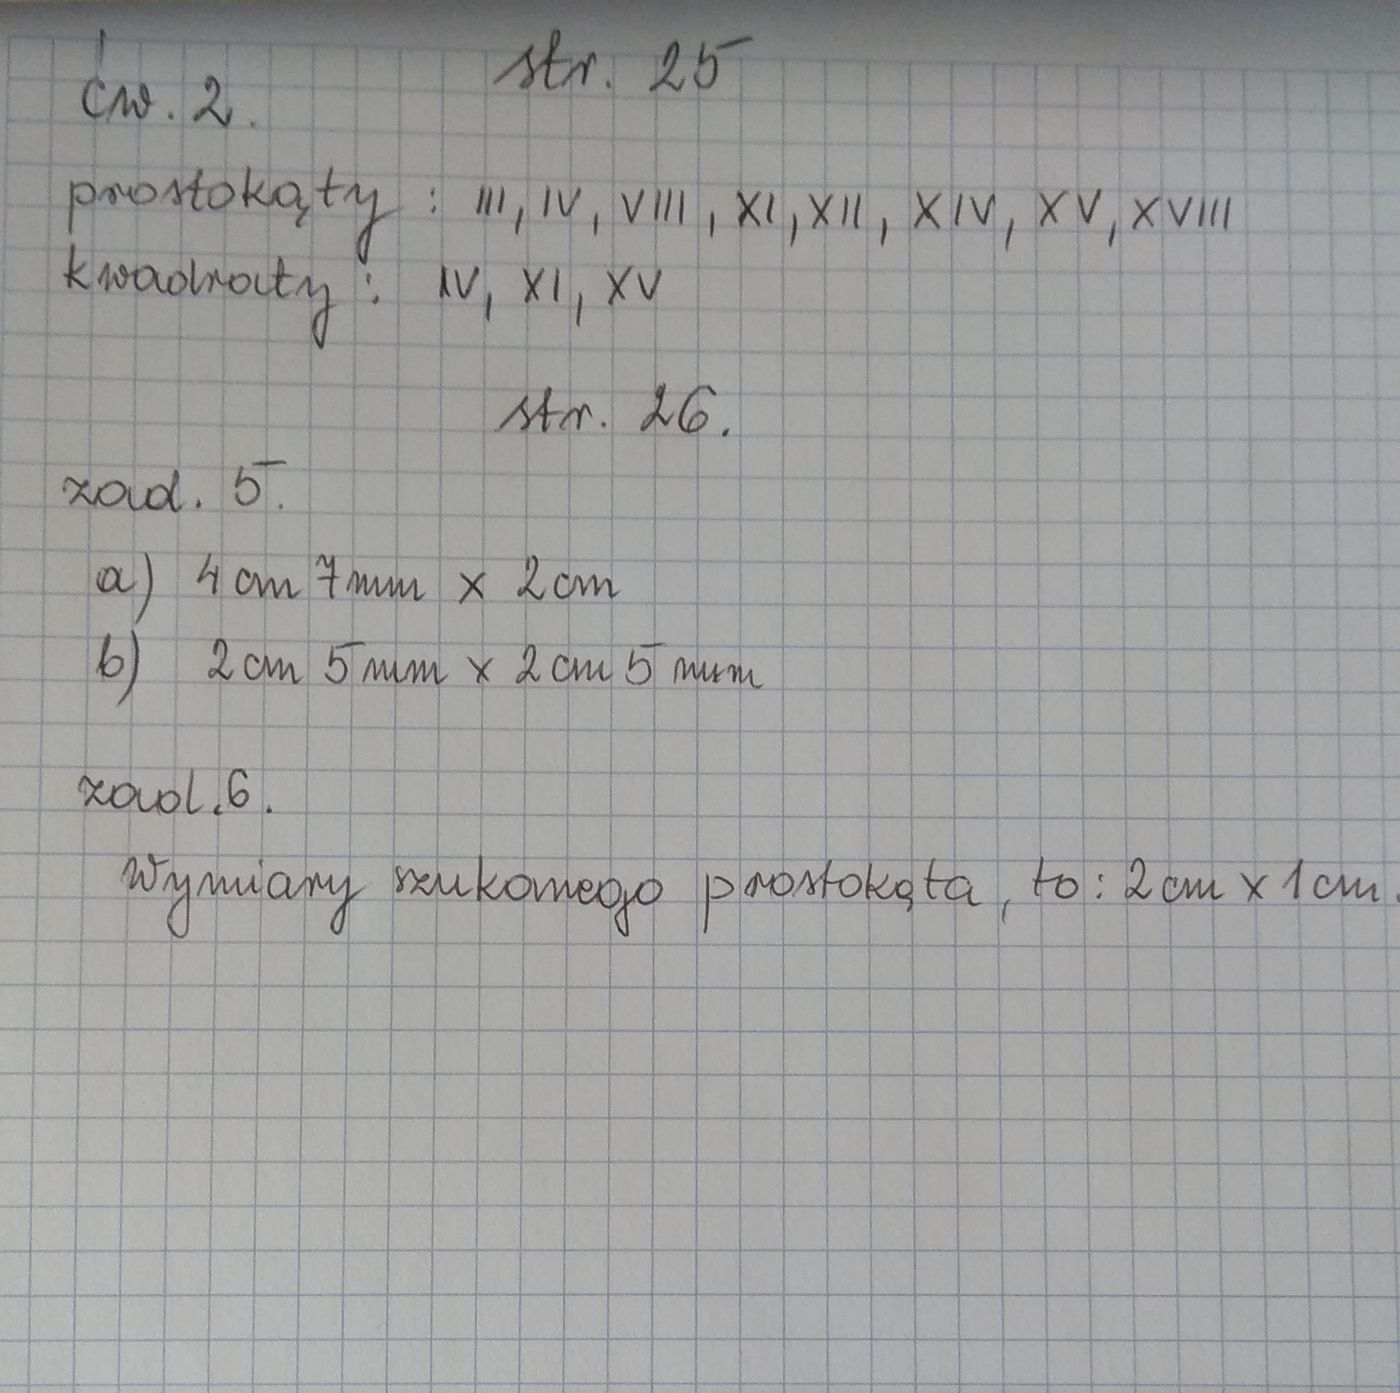 str. 25
ćw. 2.
prostokąty : III, IV, VIII, XI, XII, XIV, XV, XVIII
kwadraty : IV, XI, XV
str. 26.
zad. 5.
a) 4 cm 7 mm x 2 cm
b) 2 cm 5 mm x 2 cm 5 mm
zad. 6.
Wymiary szukanego prostokąta, to : 2 cm x 1 cm.